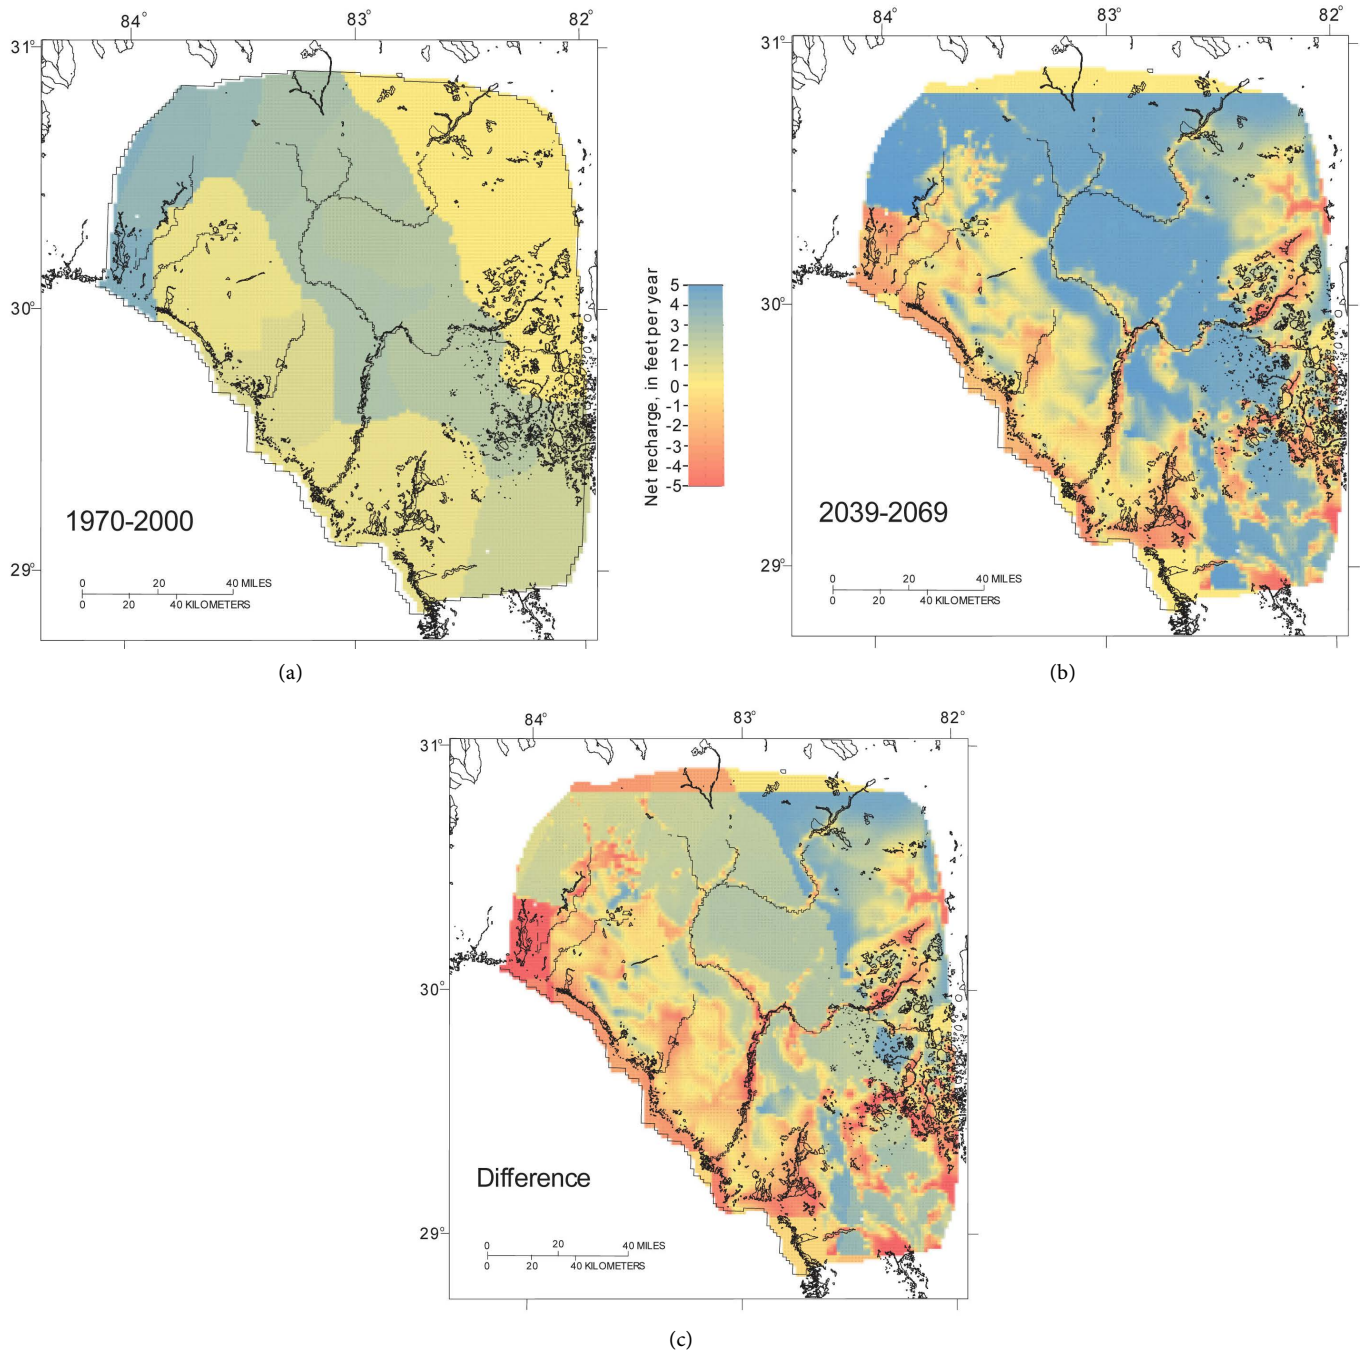 84° 83° 82°
31°
30°
29°
1970-2000
0 20 40 MILES
0 20 40 KILOMETERS
(a)
Net recharge, in feet per year
5
4
3
2
1
0
-1
-2
-3
-4
-5
84° 83° 82°
31°
30°
29°
2039-2069
0 20 40 MILES
0 20 40 KILOMETERS
(b)
84° 83° 82°
31°
30°
29°
Difference
0 20 40 MILES
0 20 40 KILOMETERS
(c)